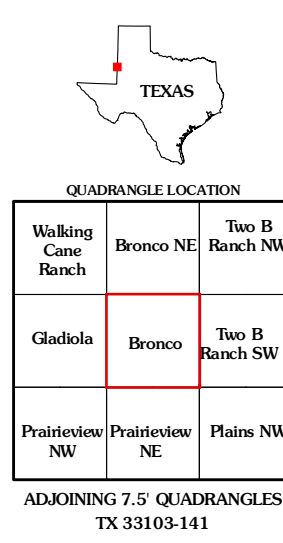 TEXAS
QUADRANGLE LOCATION
Walking
Cane
Ranch
Bronco NE
Two B
Ranch NW
Gladiola
Bronco
Two B
Ranch SW
Prairieview
NW
Prairieview
NE
Plains NW
ADJOINING 7.5' QUADRANGLES
TX 33103-141